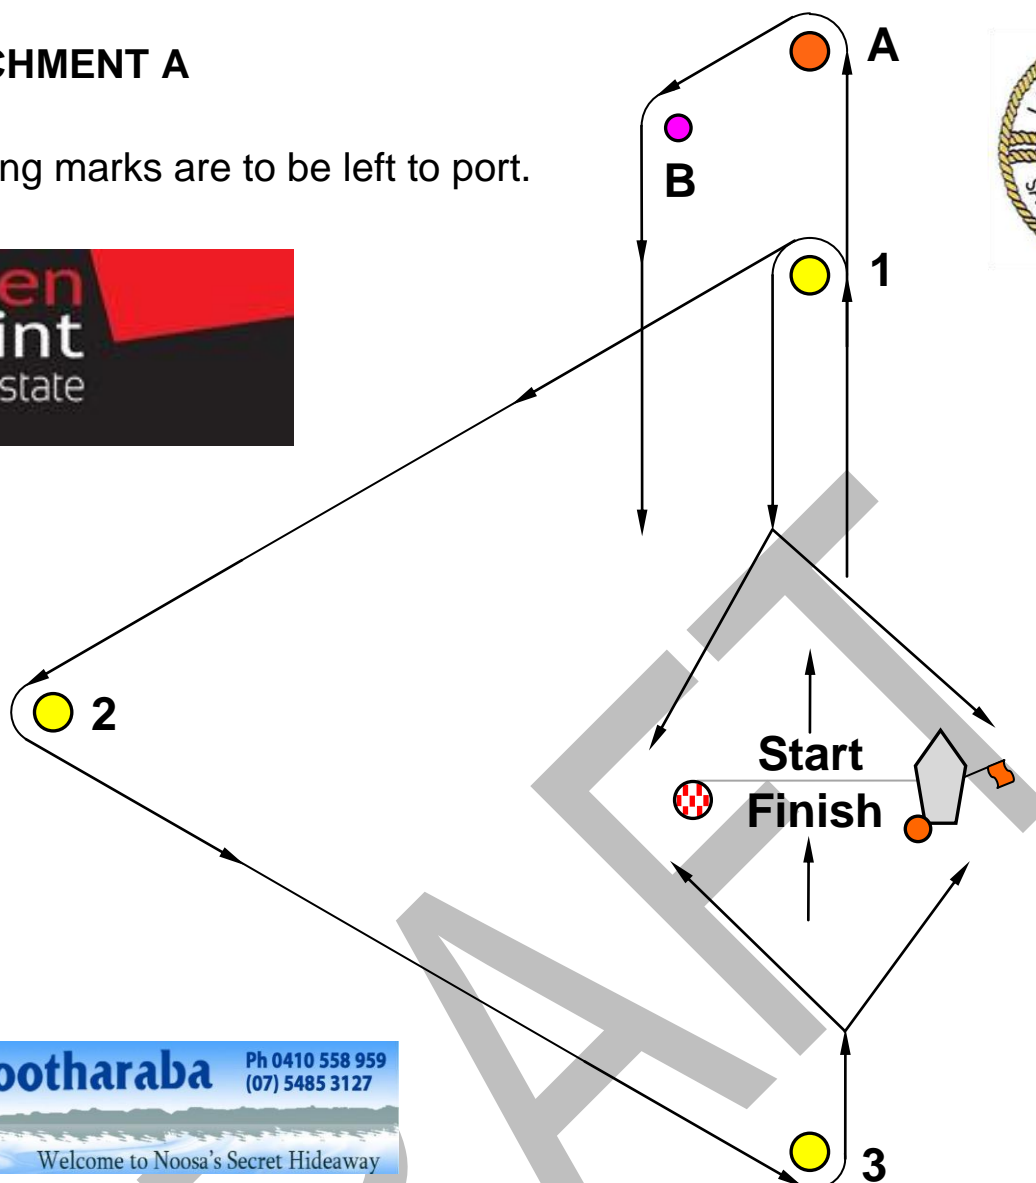 CHMENT A
ng marks are to be left to port.
A
B
1
en
int
state
2
Start
Finish
ootharaba
Ph 0410 558 959
(07) 5485 3127
Welcome to Noosa's Secret Hideaway
3
AFT